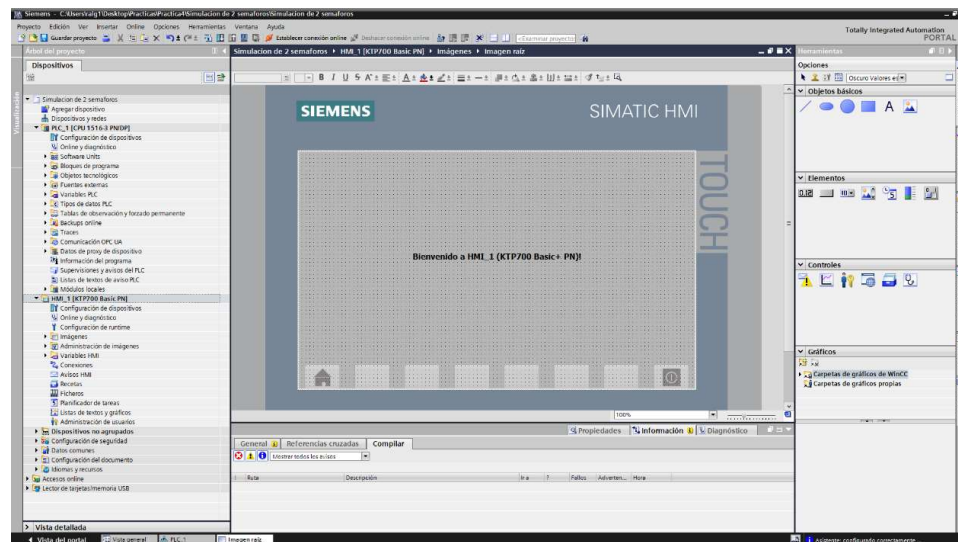 Siemens - C:\Users\raig1\Desktop\Practicas\Practica4\Simulacion de 2 semaforos\Simulacion de 2 semaforos
Proyecto Edición Ver Insertar Online Opciones Herramientas Ventana Ayuda
Totally Integrated Automation
PORTAL
Guardar proyecto
Establecer conexión online
Deshacer conexión online
<Examinar proyecto>
Árbol del proyecto
Simulacion de 2 semaforos HMI_1 [KTP700 Basic PN] Imágenes Imagen raíz
Herramientas
Dispositivos
Opciones
Visualización
Simulacion de 2 semaforos
Agregar dispositivo
Dispositivos y redes
PLC_1 [CPU 1516-3 PN/DP]
Configuración de dispositivos
Online y diagnóstico
Software Units
Bloques de programa
Objetos tecnológicos
Fuentes externas
Variables PLC
Tipos de datos PLC
Tablas de observación y forzado permanente
Backups online
Traces
Comunicación OPC UA
Datos de proxy de dispositivo
Información del programa
Supervisiones y avisos del PLC
Listas de textos de aviso PLC
Módulos locales
HMI_1 [KTP700 Basic PN]
Configuración de dispositivos
Online y diagnóstico
Configuración de runtime
Imágenes
Administración de imágenes
Variables HMI
Conexiones
Avisos HMI
Recetas
Ficheros
Planificador de tareas
Listas de textos y gráficos
Administración de usuarios
Dispositivos no agrupados
Configuración de seguridad
Datos comunes
Configuración del documento
Idiomas y recursos
Accesos online
Lector de tarjetas/memoria USB
Vista detallada
SIEMENS
SIMATIC HMI
TOUCH
Bienvenido a HMI_1 (KTP700 Basic+ PN)!
100%
Propiedades Información Diagnóstico
General Referencias cruzadas Compilar
Mostrar todos los avisos
! Ruta Descripción Ir a ? Fallos Adverten... Hora
Objetos básicos
Elementos
Controles
Gráficos
Carpetas de gráficos de WinCC
Carpetas de gráficos propias
Vista del portal Vista general PLC_1 Imagen raíz
Asistente: configurado correctamente...